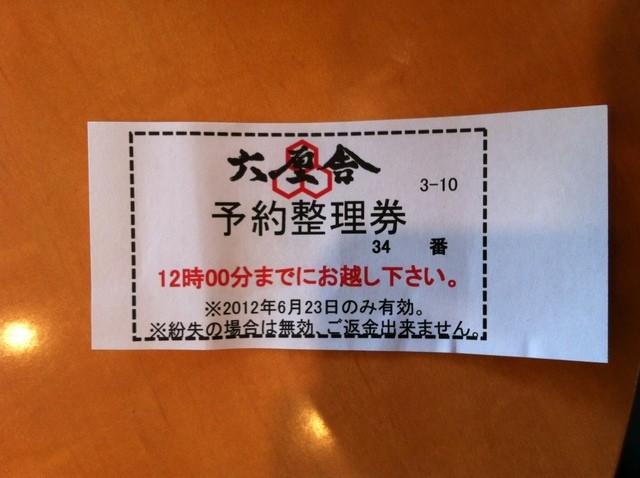 六厘舎
3-10
予約整理券
34 番
12時00分までにお越し下さい。
※2012年6月23日のみ有効。
※紛失の場合は無効、ご返金出来ません。